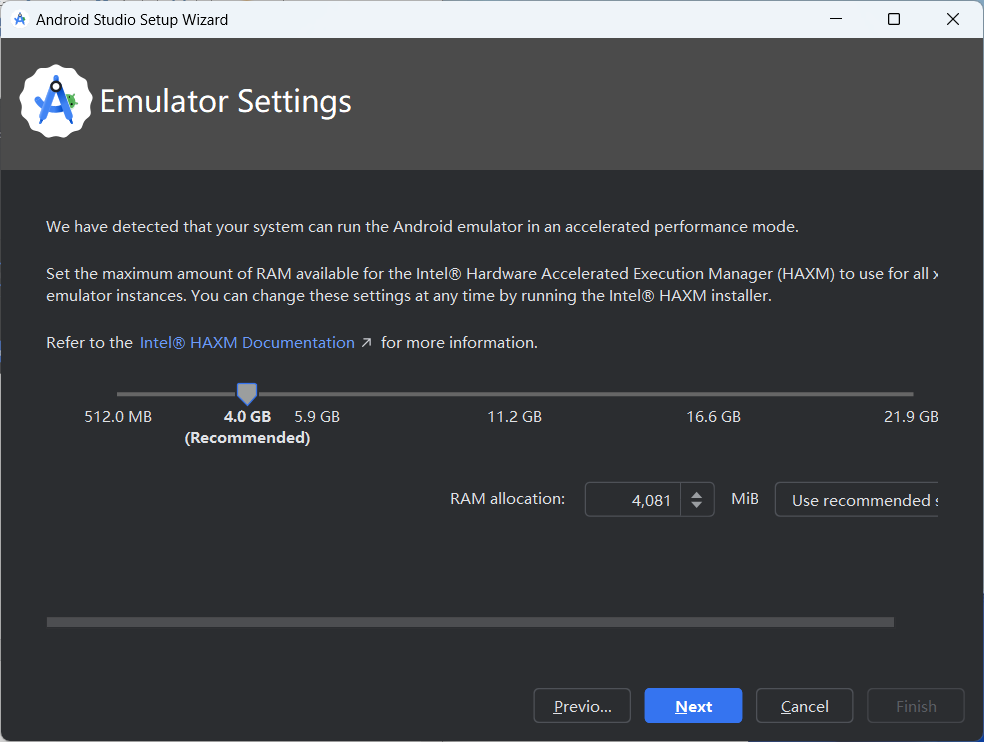 Android Studio Setup Wizard
Emulator Settings
We have detected that your system can run the Android emulator in an accelerated performance mode.
Set the maximum amount of RAM available for the Intel® Hardware Accelerated Execution Manager (HAXM) to use for all
emulator instances. You can change these settings at any time by running the Intel® HAXM installer.
Refer to the Intel® HAXM Documentation ↗ for more information.
512.0 MB 4.0 GB 5.9 GB 11.2 GB 16.6 GB 21.9 GB
(Recommended)
RAM allocation: 4,081 MiB Use recommended
Previo... Next Cancel Finish